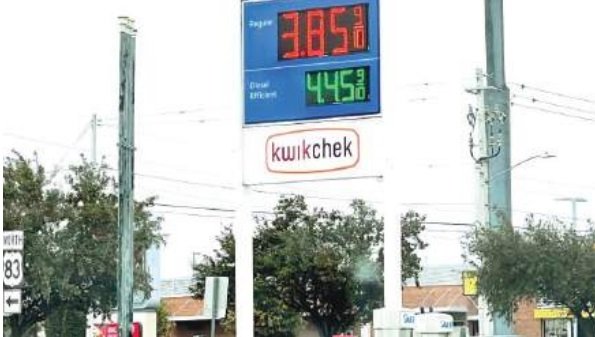 Regular
3.85 9/10
Diesel
Efficient
4.45 9/10
kwikchek
NORTH
83